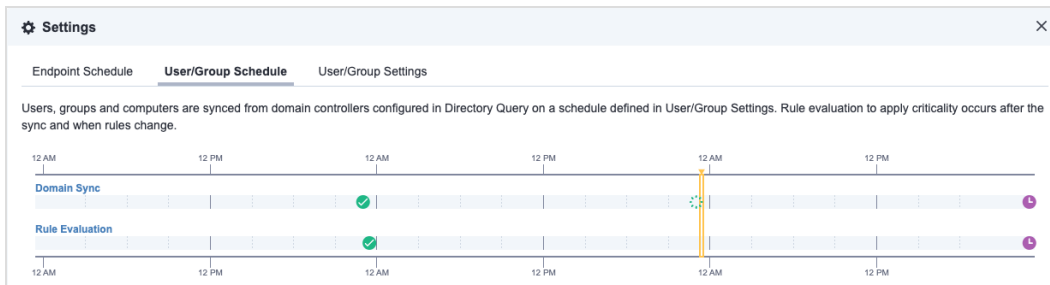 Settings
Endpoint Schedule User/Group Schedule User/Group Settings
Users, groups and computers are synced from domain controllers configured in Directory Query on a schedule defined in User/Group Settings. Rule evaluation to apply criticality occurs after the
sync and when rules change.
12 AM 12 PM 12 AM 12 PM 12 AM 12 PM
Domain Sync
Rule Evaluation
12 AM 12 PM 12 AM 12 PM 12 AM 12 PM